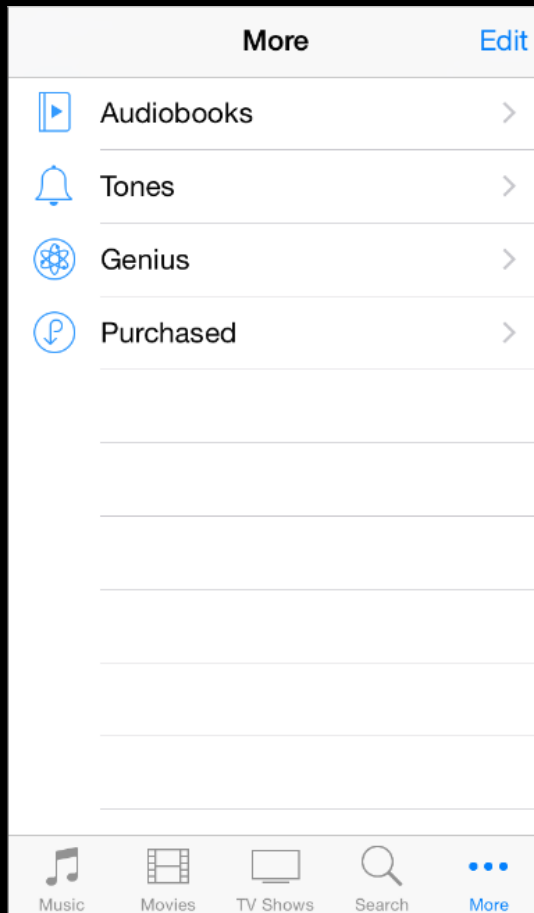 More Edit
Audiobooks
Tones
Genius
Purchased
Music Movies TV Shows Search More